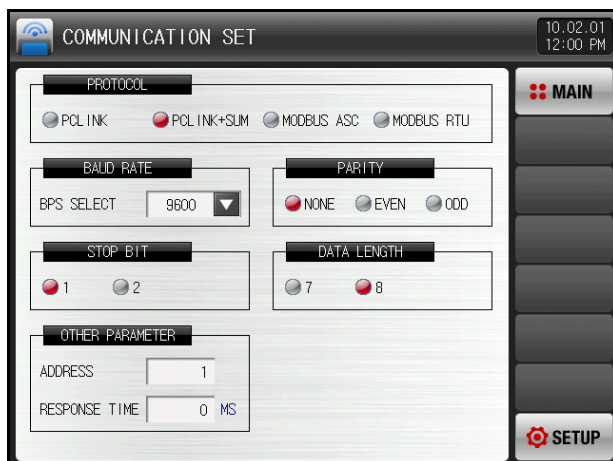 COMMUNICATION SET
10.02.01
12:00 PM
PROTOCOL
PCLINK PCLINK+SUM MODBUS ASC MODBUS RTU
BAUD RATE
BPS SELECT 9600
PARITY
NONE EVEN ODD
STOP BIT
1 2
DATA LENGTH
7 8
OTHER PARAMETER
ADDRESS 1
RESPONSE TIME 0 MS
MAIN
SETUP